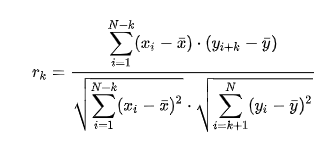 r_k = \frac{\sum_{i=1}^{N-k} (x_i - \bar{x}) \cdot (y_{i+k} - \bar{y})}{\sqrt{\sum_{i=1}^{N-k} (x_i - \bar{x})^2} \cdot \sqrt{\sum_{i=k+1}^{N} (y_i - \bar{y})^2}}